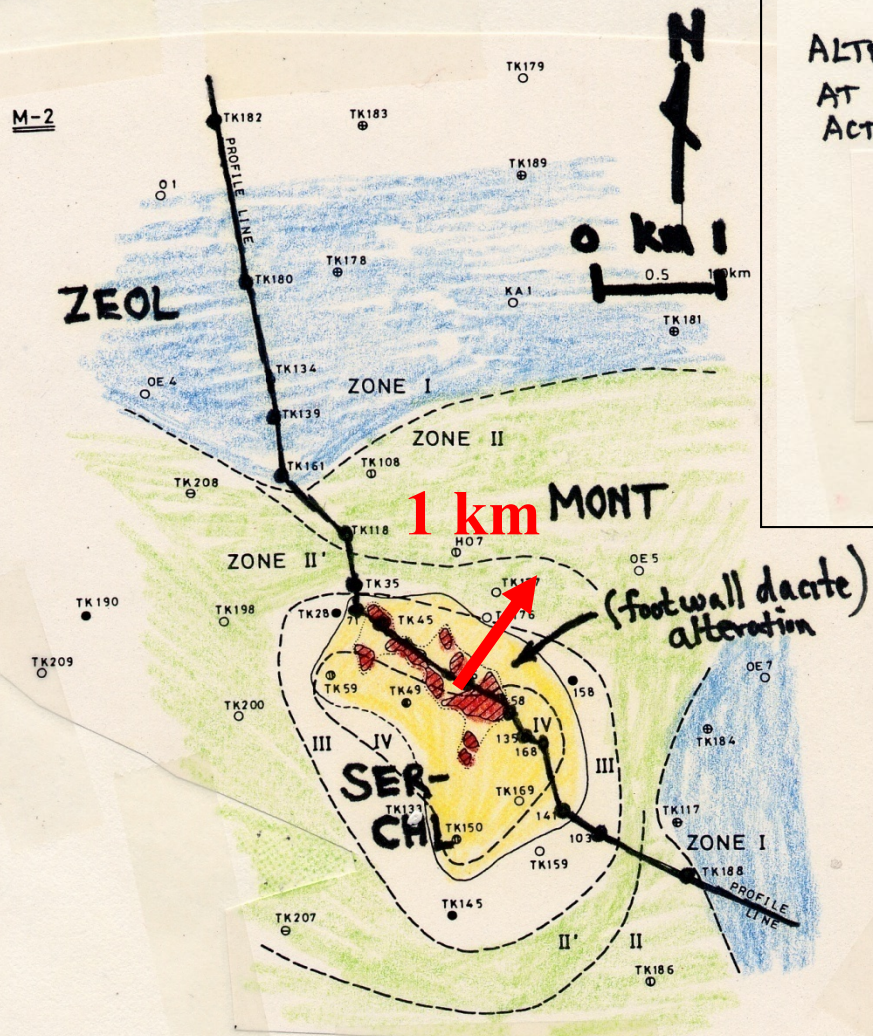 N
ALT
AT
ACT
M-2
TK179
TK182
TK183
TK189
PROFILE LINE
O1
0 km 1
0.5 1.0km
TK178
TK180
KA1
TK181
ZEOL
TK134
OE4
ZONE I
TK139
ZONE II
TK161
TK108
TK208
1 km
MONT
TK118
HO7
OE5
ZONE II'
TK35
(footwall dacite)
alteration
TK190
TK198
TK28
71
TK45
TK209
TK59
TK49
158
OE7
TK200
58
IV
135
168
TK184
III
IV
III
SER-
CHL
TK133
TK169
141
TK117
TK150
103
ZONE I
TK159
TK188
PROFILE
LINE
TK145
TK207
II'
II
TK186